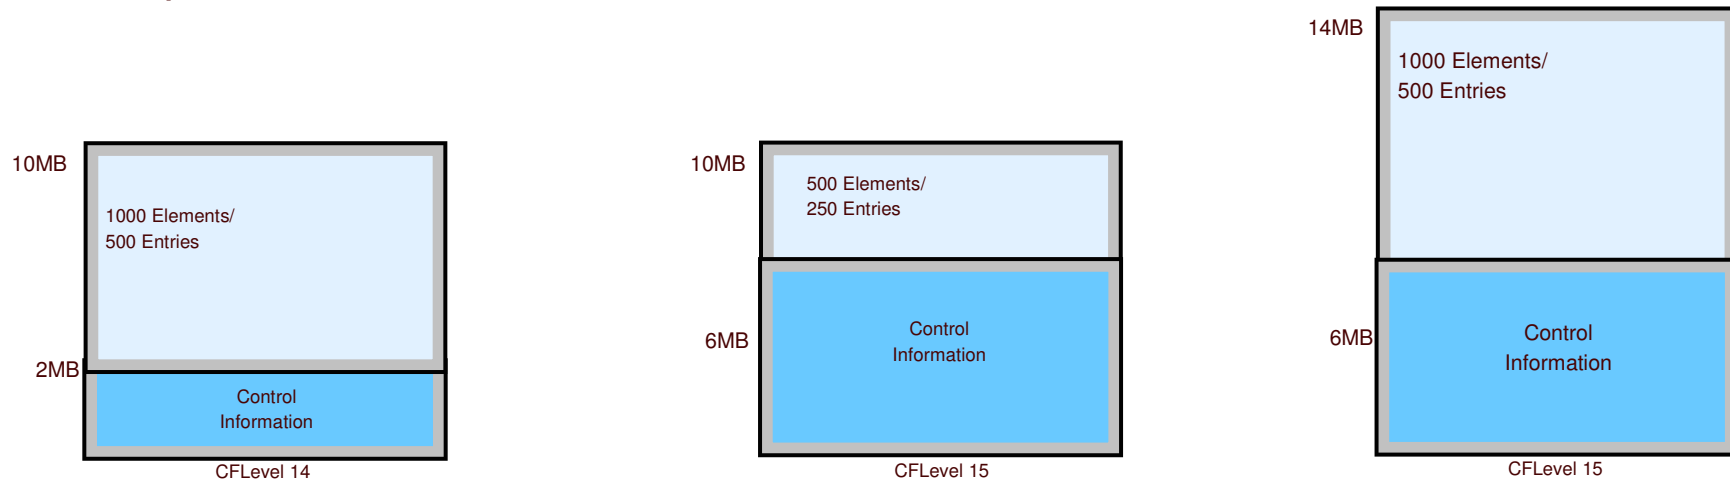 10MB
1000 Elements/
500 Entries
2MB
Control
Information
CFLevel 14
10MB
500 Elements/
250 Entries
6MB
Control
Information
CFLevel 15
14MB
1000 Elements/
500 Entries
6MB
Control
Information
CFLevel 15